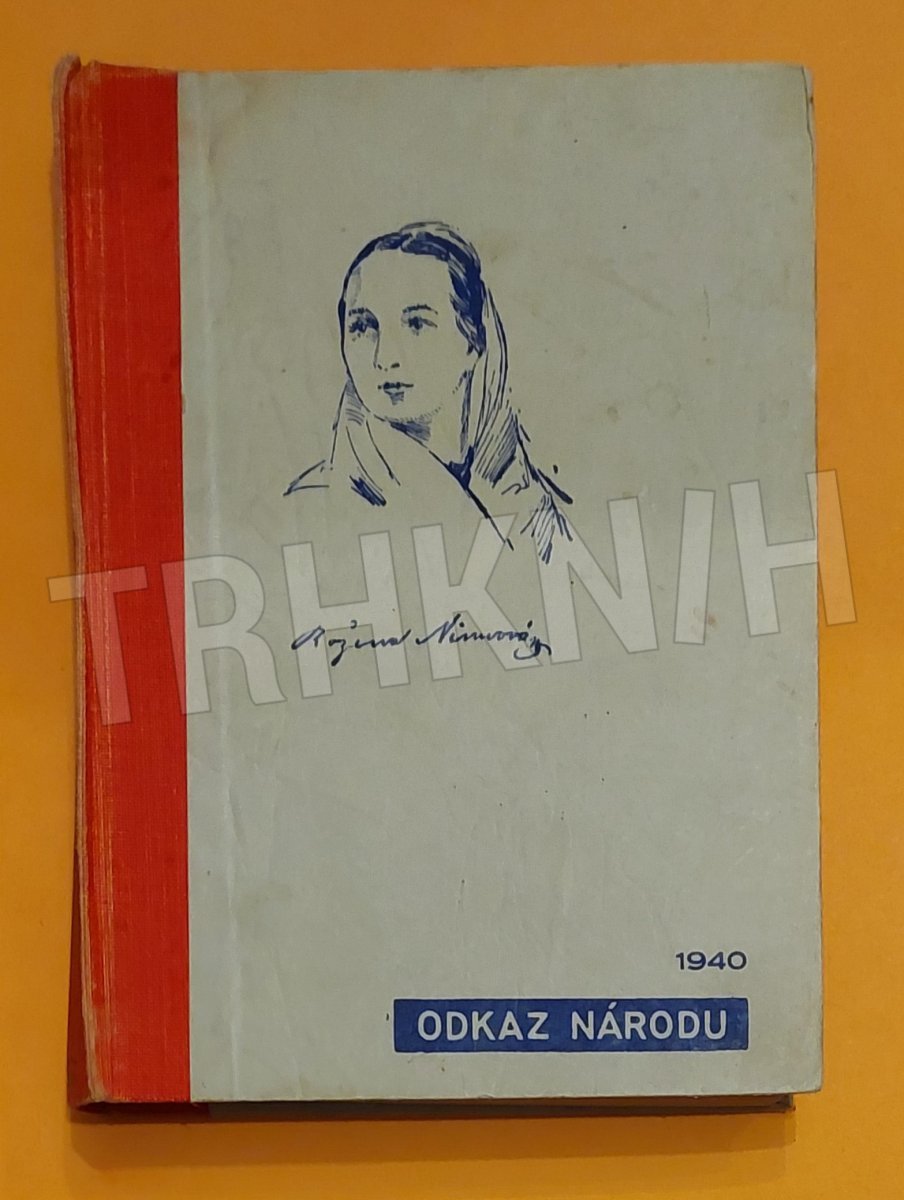 TRHKNIH
Božena Němcová
1940
ODKAZ NÁRODU